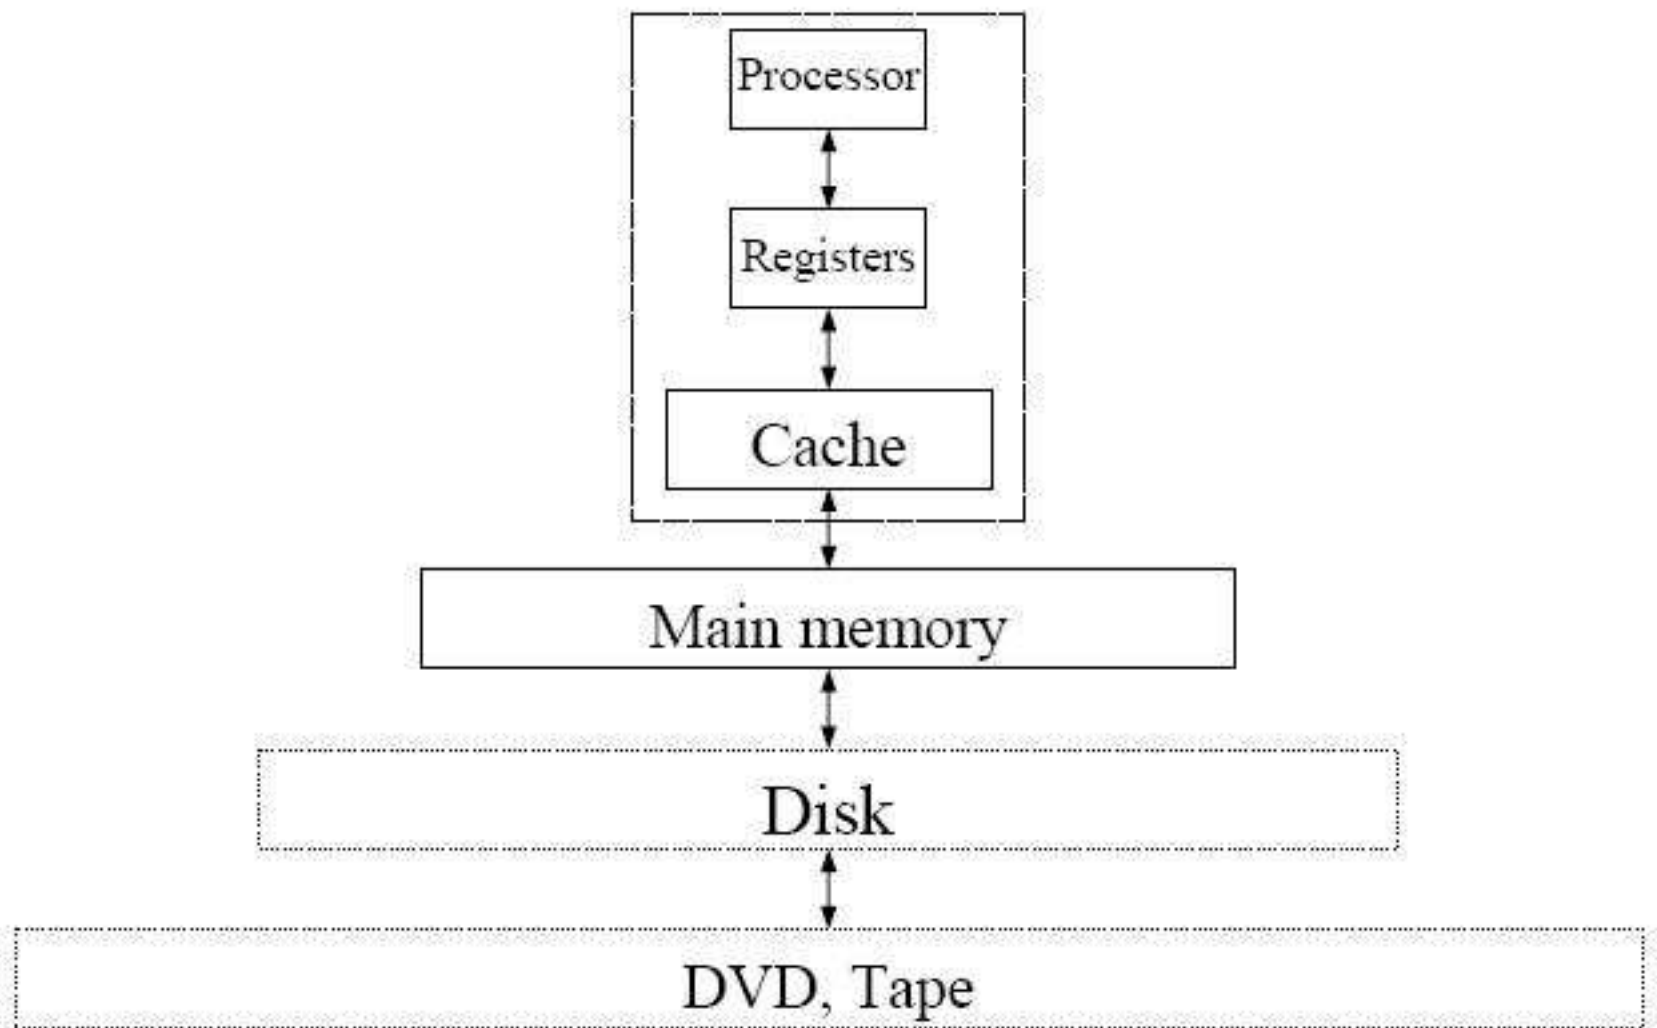 Processor
Registers
Cache
Main memory
Disk
DVD, Tape